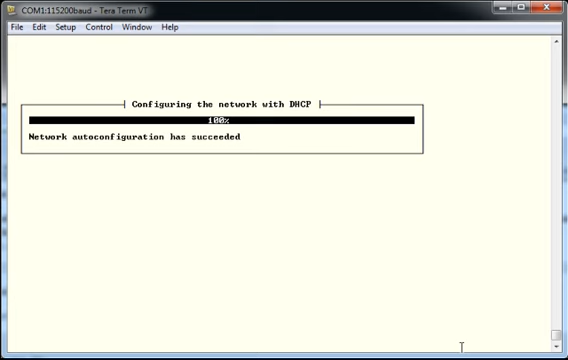 COM1:115200baud - Tera Term VT
File Edit Setup Control Window Help
Configuring the network with DHCP
100%
Network autoconfiguration has succeeded